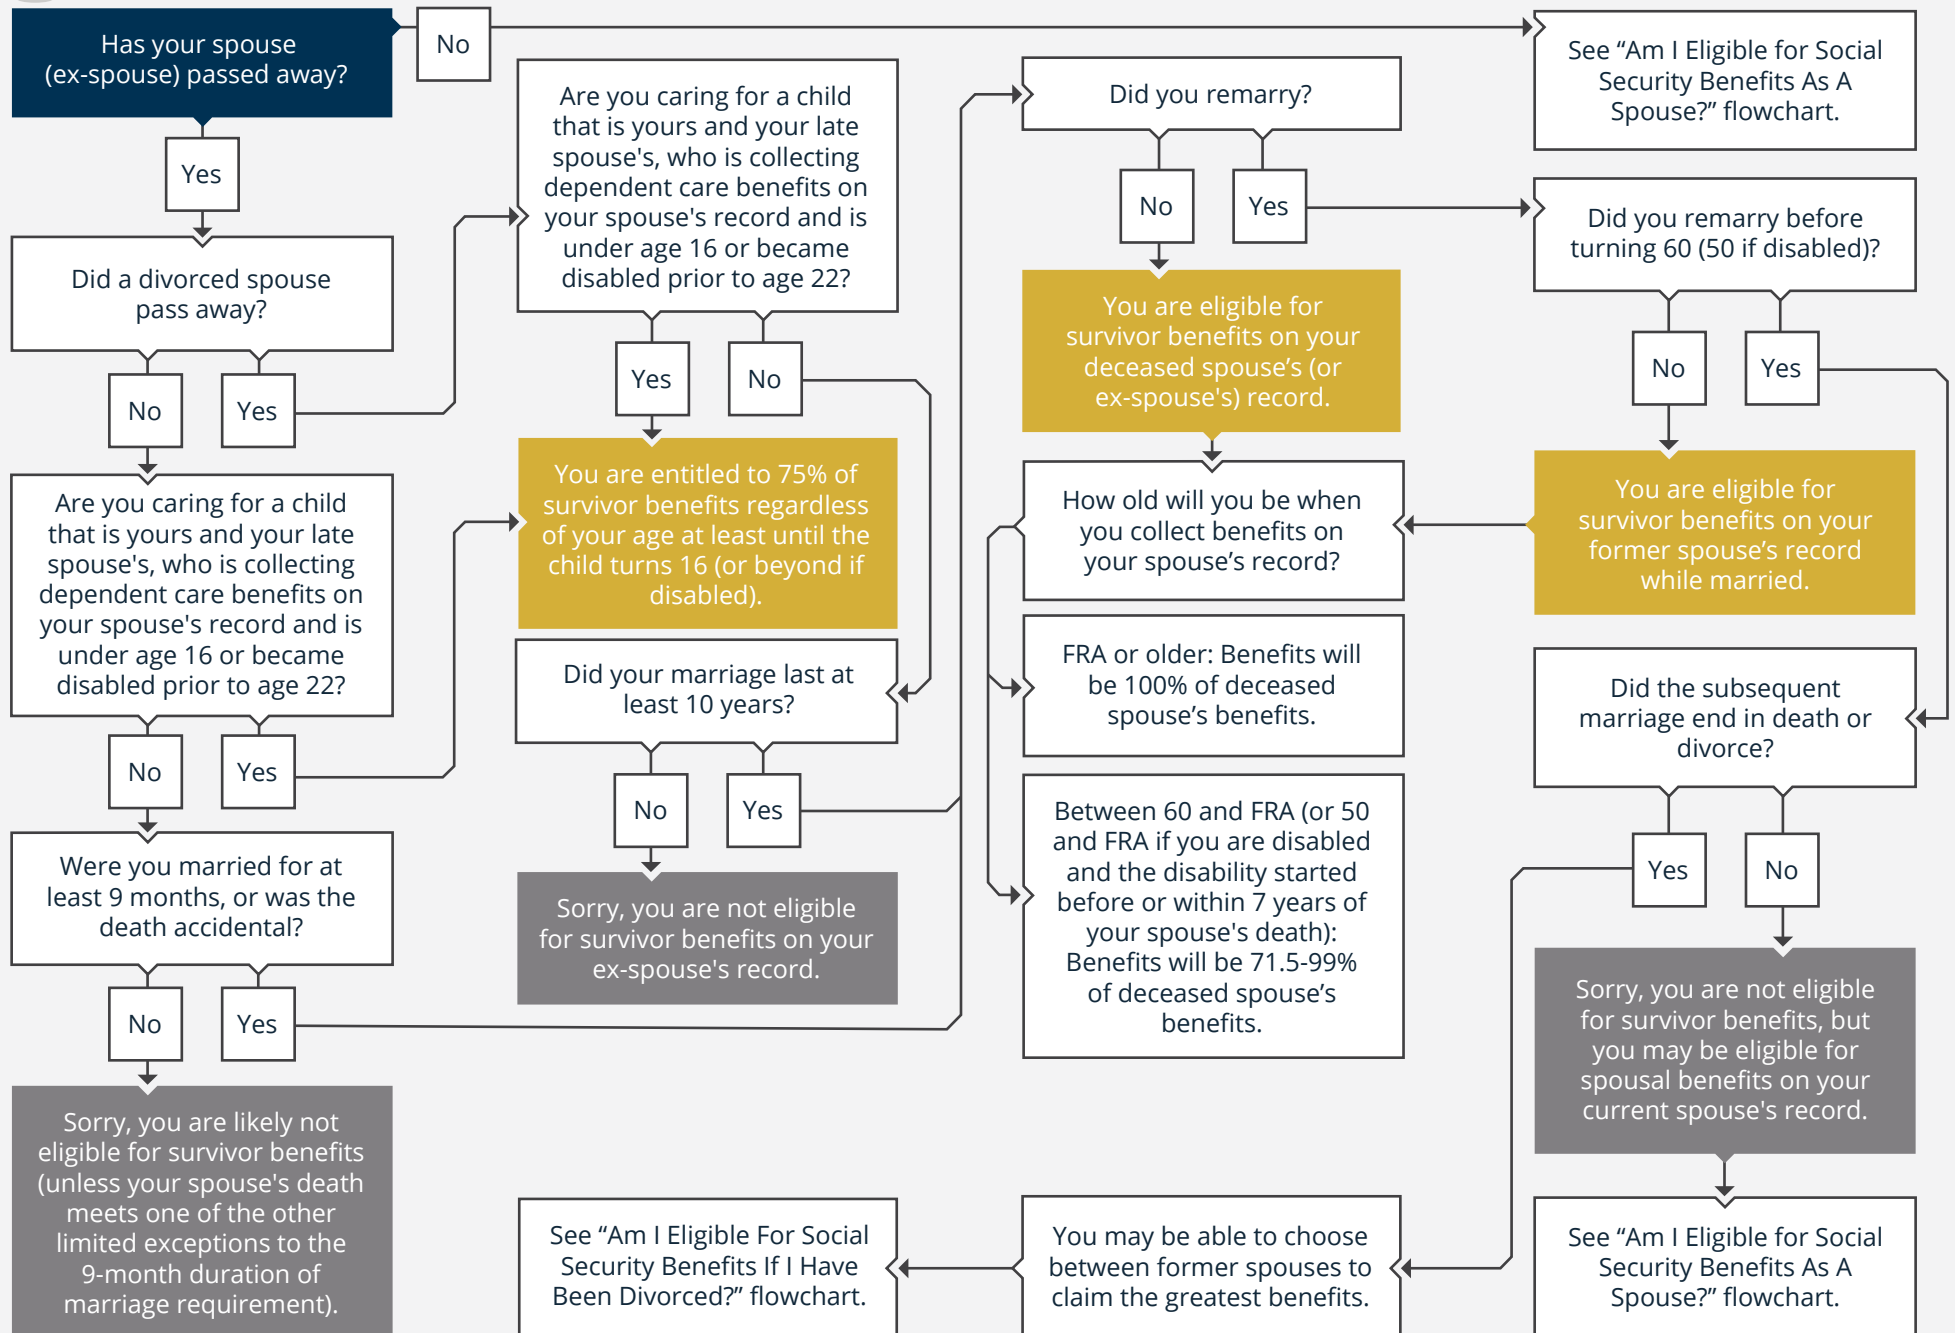 Has your spouse
(ex-spouse) passed away?
No
Yes
See “Am I Eligible for Social
Security Benefits As A
Spouse?” flowchart.
Did a divorced spouse
pass away?
No
Yes
Are you caring for a child
that is yours and your late
spouse's, who is collecting
dependent care benefits on
your spouse's record and is
under age 16 or became
disabled prior to age 22?
No
Yes
Were you married for at
least 9 months, or was the
death accidental?
No
Yes
Sorry, you are likely not
eligible for survivor benefits
(unless your spouse's death
meets one of the other
limited exceptions to the
9-month duration of
marriage requirement).
Are you caring for a child
that is yours and your late
spouse's, who is collecting
dependent care benefits on
your spouse's record and is
under age 16 or became
disabled prior to age 22?
Yes
No
You are entitled to 75% of
survivor benefits regardless
of your age at least until the
child turns 16 (or beyond if
disabled).
Did your marriage last at
least 10 years?
No
Yes
Sorry, you are not eligible
for survivor benefits on your
ex-spouse's record.
Did you remarry?
No
Yes
You are eligible for
survivor benefits on your
deceased spouse’s (or
ex-spouse's) record.
How old will you be when
you collect benefits on
your spouse’s record?
FRA or older: Benefits will
be 100% of deceased
spouse’s benefits.
Between 60 and FRA (or 50
and FRA if you are disabled
and the disability started
before or within 7 years of
your spouse's death):
Benefits will be 71.5-99%
of deceased spouse’s
benefits.
Did you remarry before
turning 60 (50 if disabled)?
No
Yes
You are eligible for
survivor benefits on your
former spouse’s record
while married.
Did the subsequent
marriage end in death or
divorce?
Yes
No
Sorry, you are not eligible
for survivor benefits, but
you may be eligible for
spousal benefits on your
current spouse's record.
See “Am I Eligible for Social
Security Benefits As A
Spouse?” flowchart.
You may be able to choose
between former spouses to
claim the greatest benefits.
See “Am I Eligible For Social
Security Benefits If I Have
Been Divorced?” flowchart.